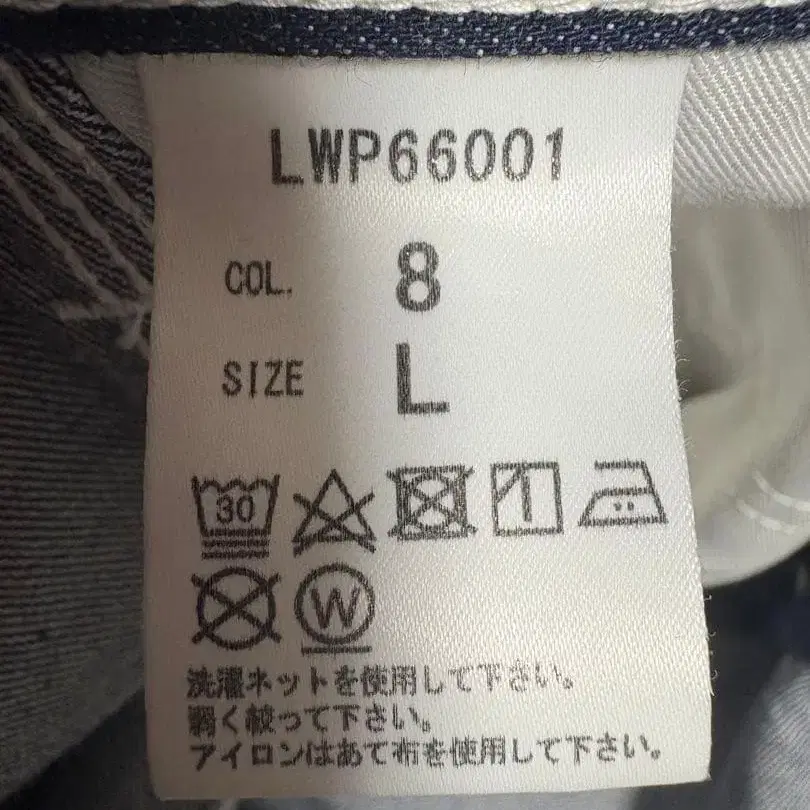 LWP66001
COL. 8
SIZE L
30
W
洗濯ネットを使用して下さい。
弱く絞って下さい。
アイロンはあて布を使用して下さい。